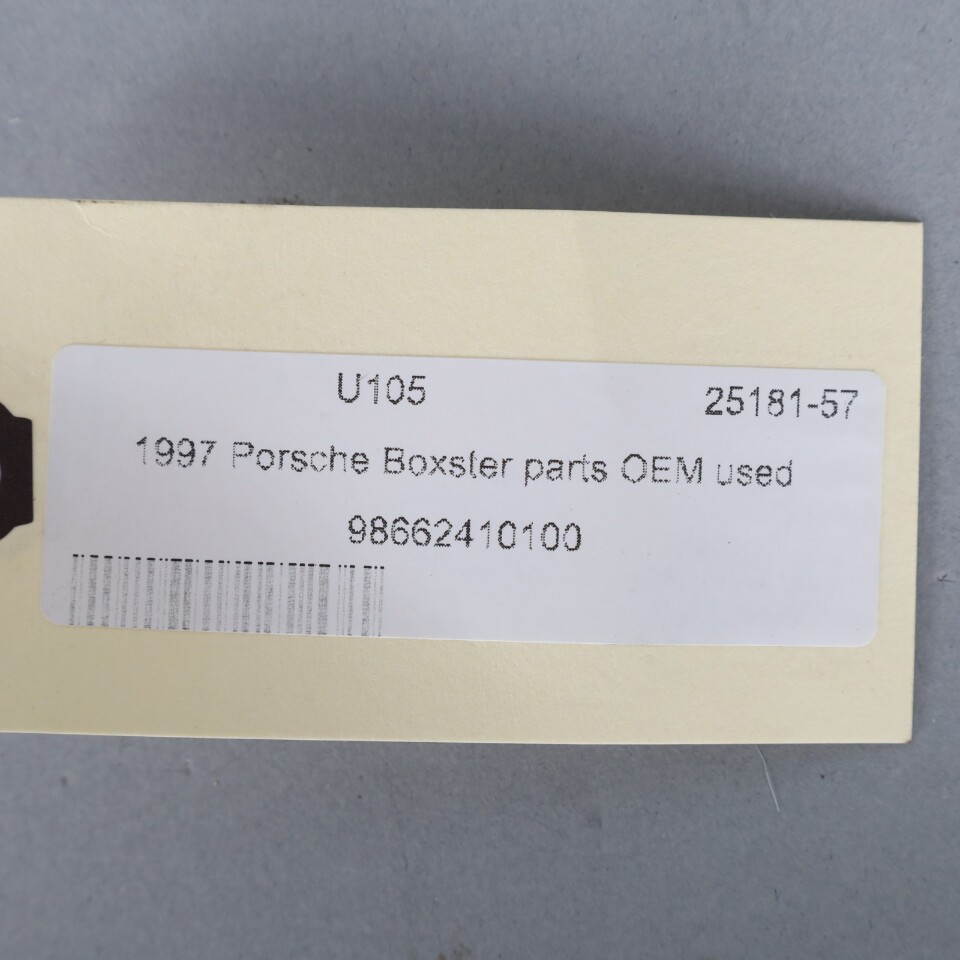 U105 25181-57
1997 Porsche Boxster parts OEM used
98662410100